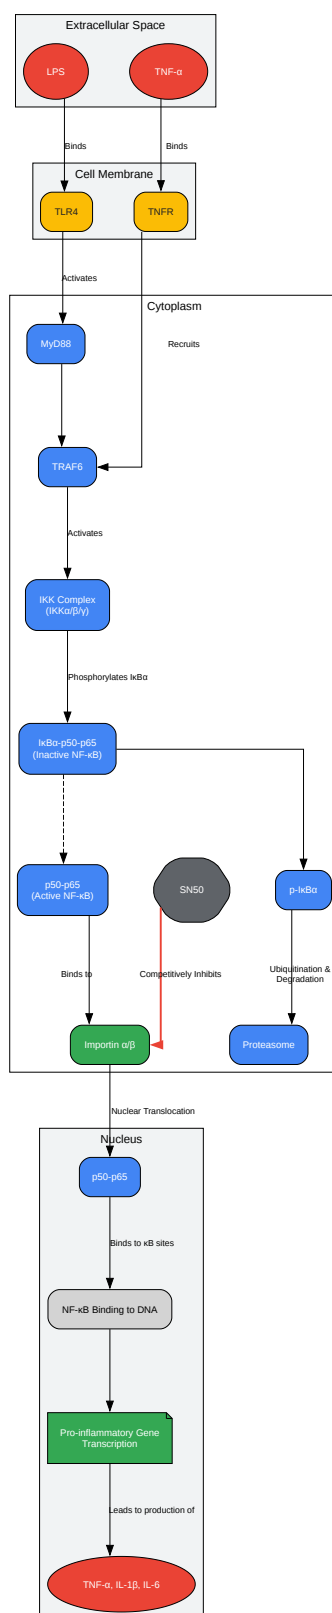 Extracellular Space
LPS
TNF-α
Binds
Binds
Cell Membrane
TLR4
TNFR
Activates
Cytoplasm
MyD88
Recruits
TRAF6
Activates
IKK Complex
(IKKα/β/γ)
Phosphorylates IκBα
IκBα-p50-p65
(Inactive NF-κB)
p50-p65
(Active NF-κB)
SN50
p-IκBα
Binds to
Competitively Inhibits
Ubiquitination &
Degradation
Importin α/β
Proteasome
Nuclear Translocation
Nucleus
p50-p65
Binds to κB sites
NF-κB Binding to DNA
Pro-inflammatory Gene
Transcription
Leads to production of
TNF-α, IL-1β, IL-6